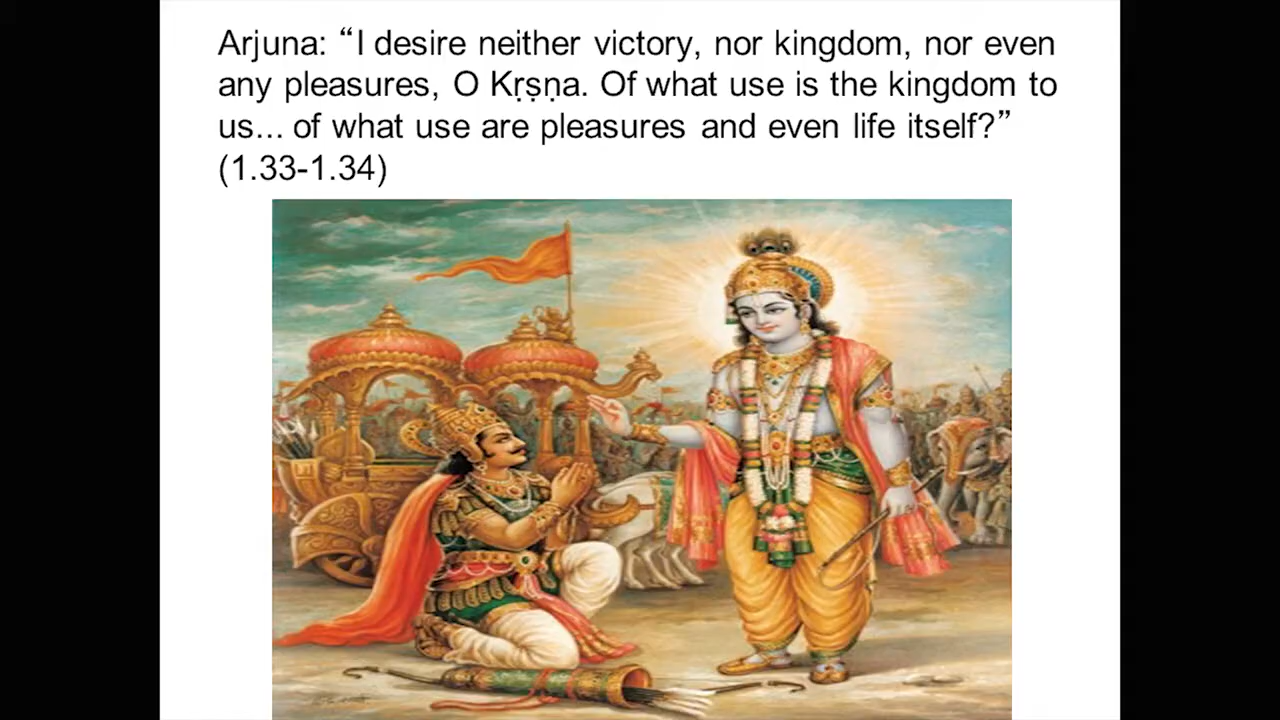 Arjuna: “I desire neither victory, nor kingdom, nor even
any pleasures, O Kṛṣṇa. Of what use is the kingdom to
us... of what use are pleasures and even life itself?”
(1.33-1.34)